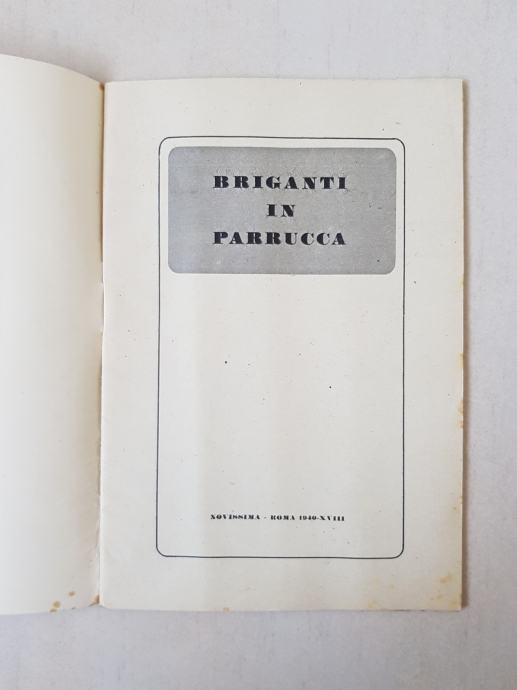 BRIGANTI
IN
PARRUCCA
NOVISSIMA - ROMA 1940-XVIII